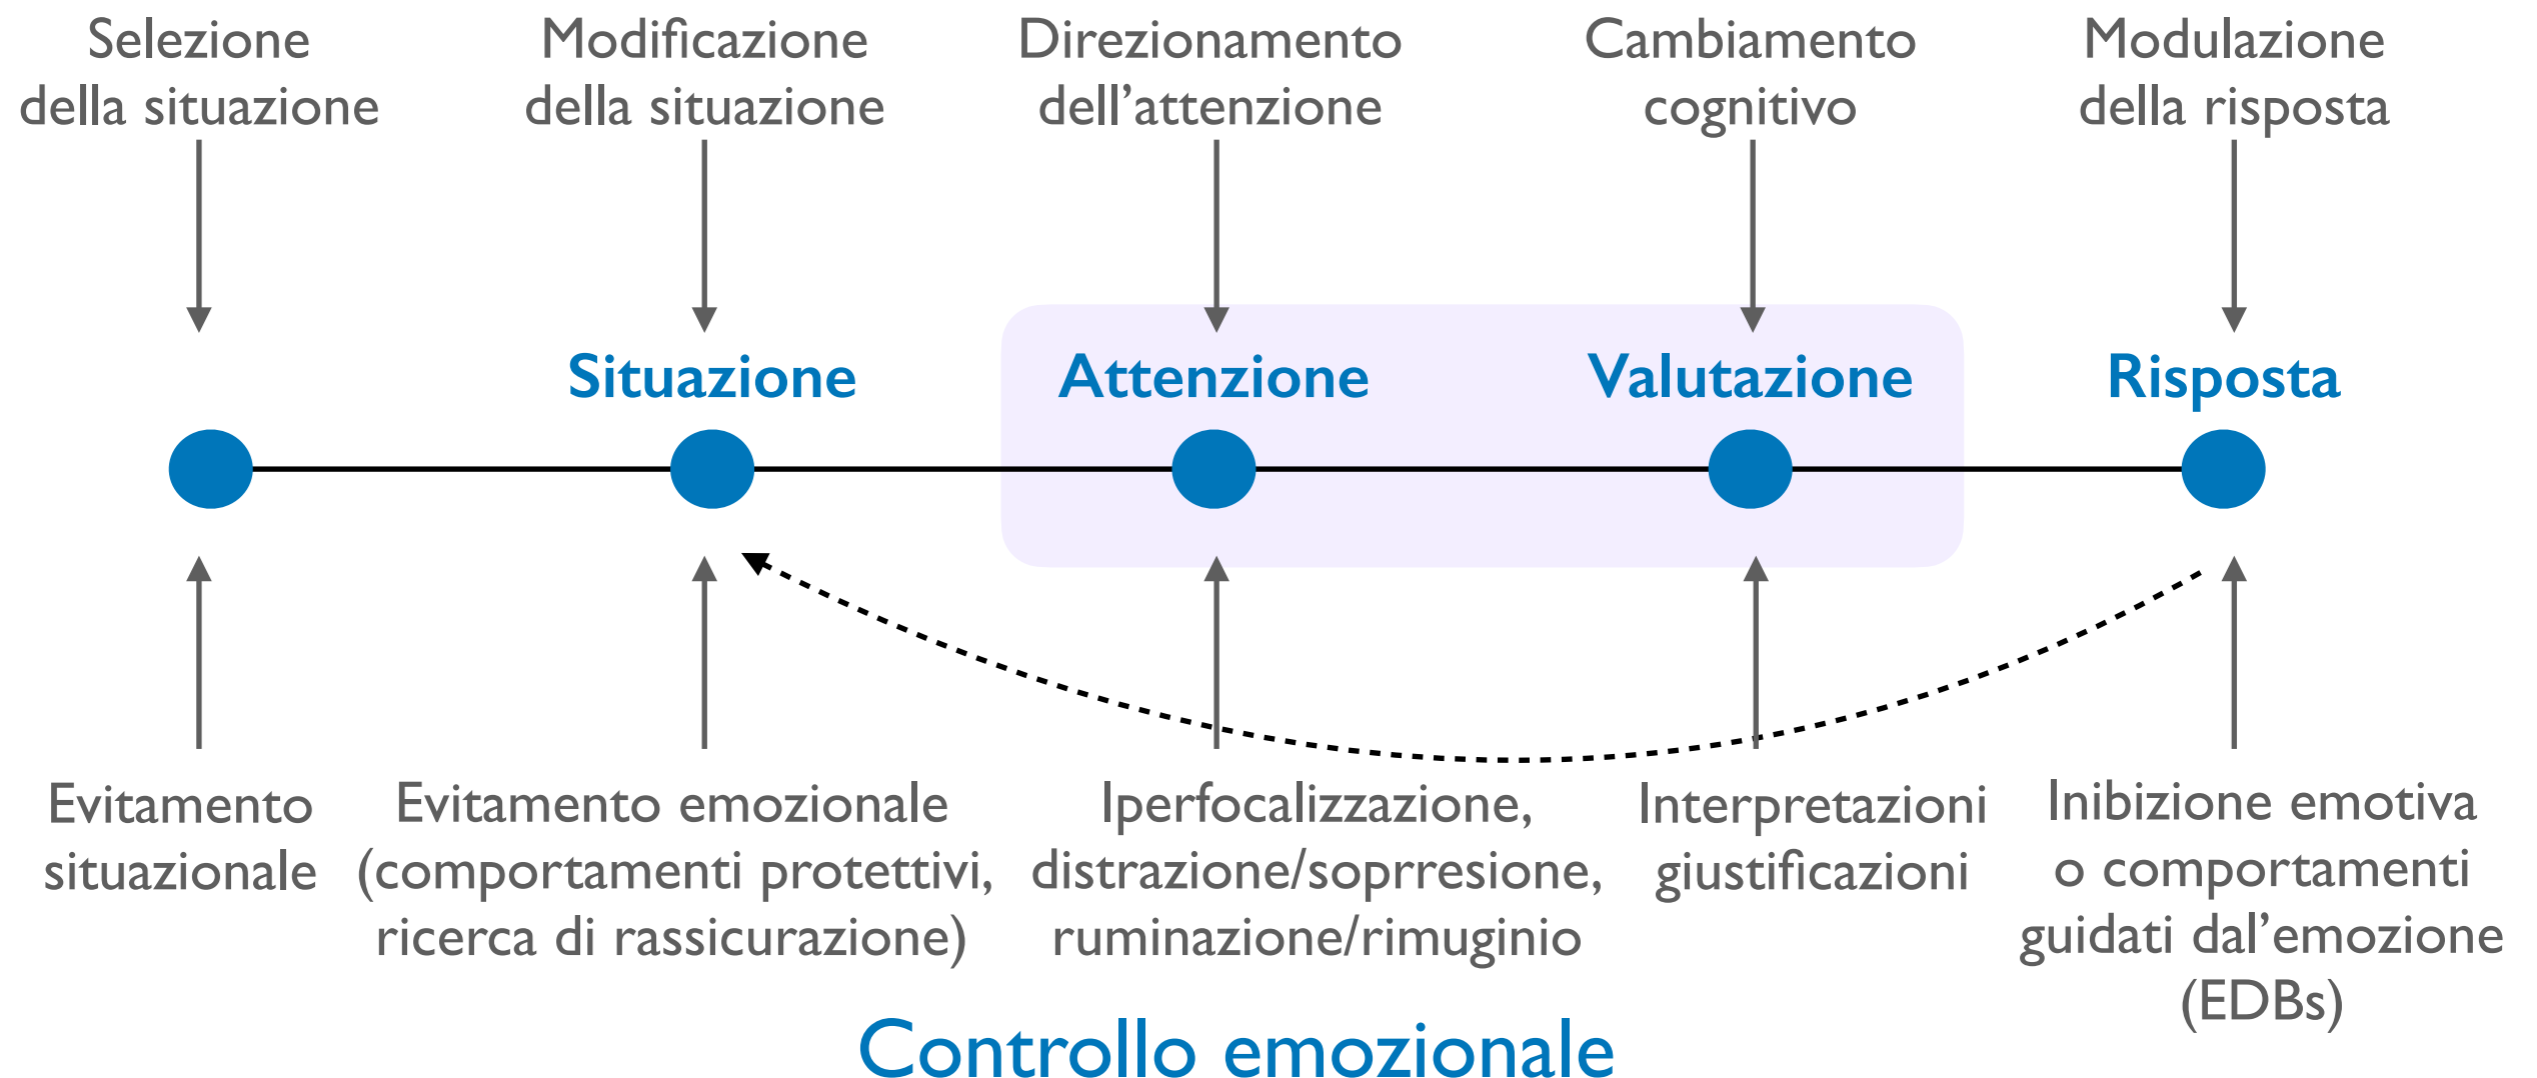 Selezione
della situazione
Modificazione
della situazione
Direzionamento
dell’attenzione
Cambiamento
cognitivo
Modulazione
della risposta
Situazione
Attenzione
Valutazione
Risposta
Evitamento
situazionale
Evitamento emozionale
(comportamenti protettivi,
ricerca di rassicurazione)
Iperfocalizzazione,
distrazione/soprresione,
ruminazione/rimuginio
Interpretazioni
giustificazioni
Inibizione emotiva
o comportamenti
guidati dal’emozione
(EDBs)
Controllo emozionale